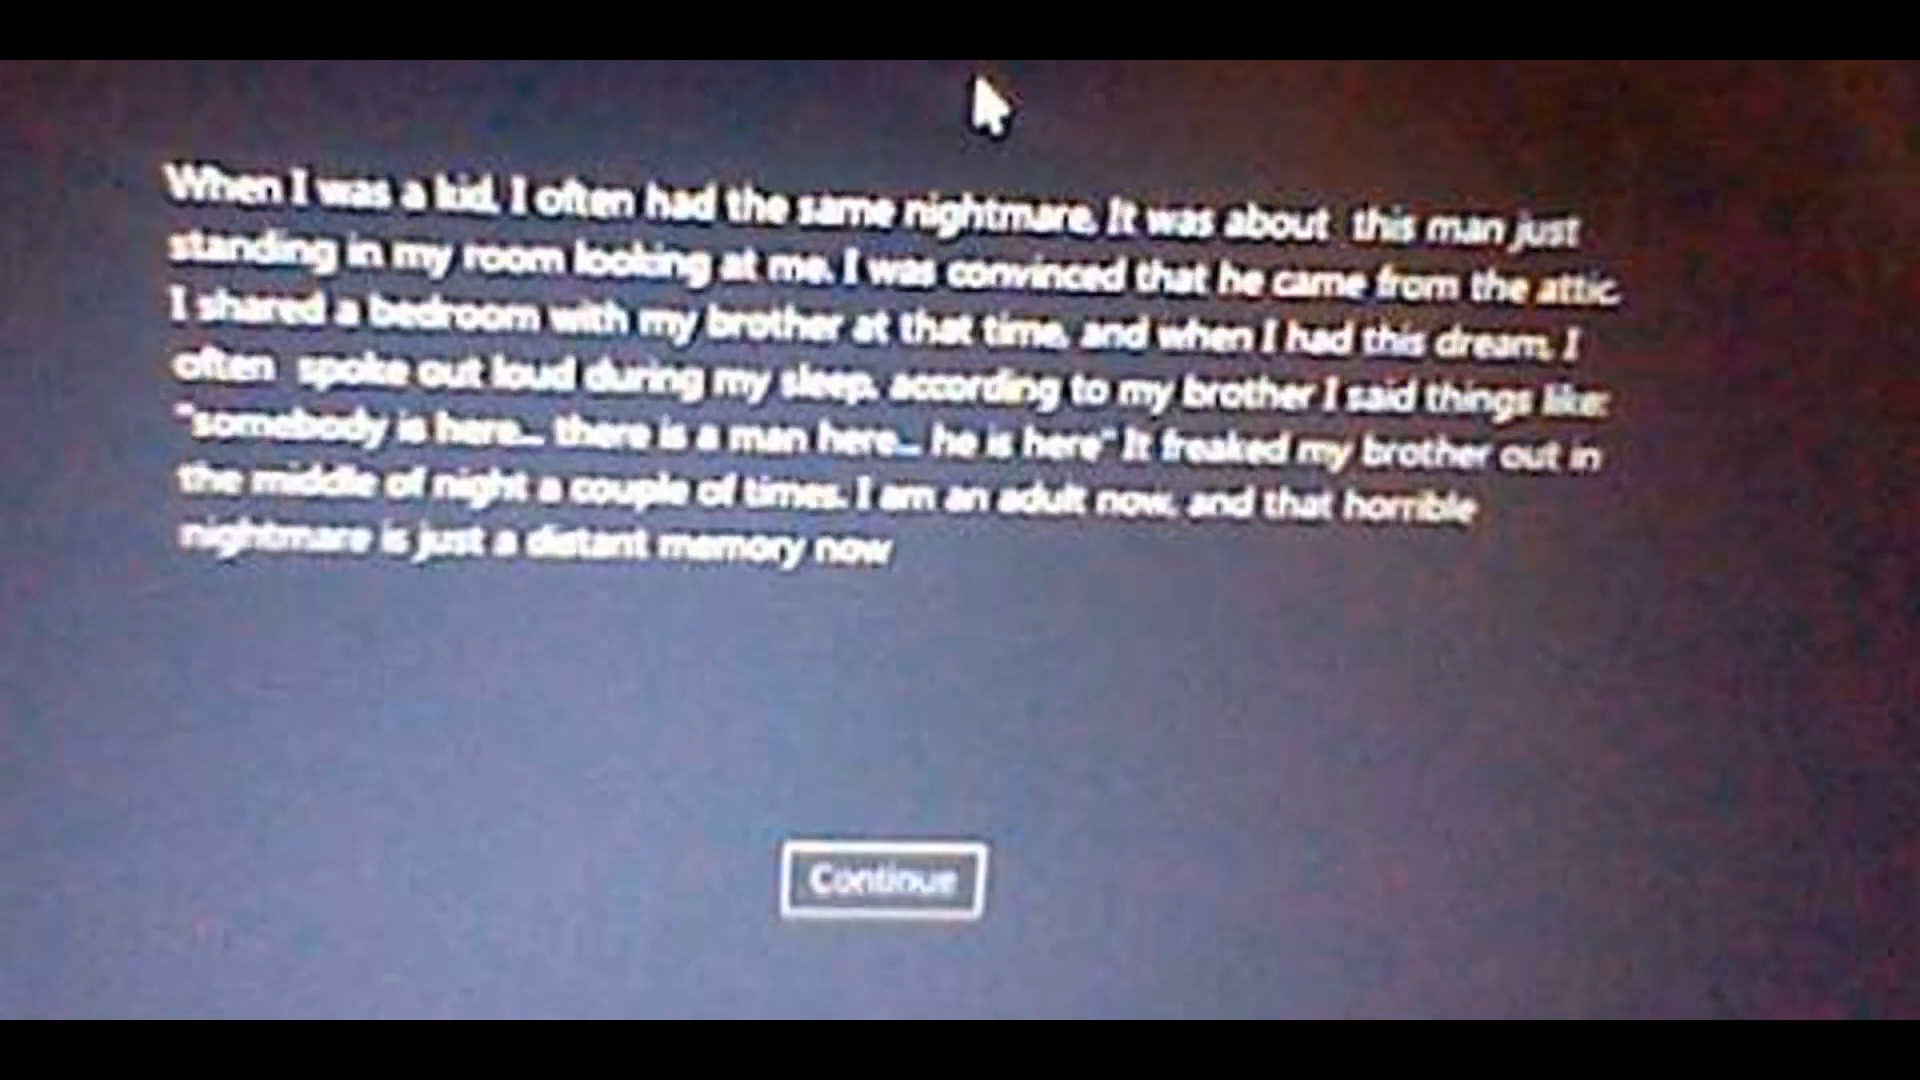 When I was a kid, I often had the same nightmare. It was about this man just
standing in my room looking at me. I was convinced that he came from the attic.
I shared a bedroom with my brother at that time, and when I had this dream, I
often spoke out loud during my sleep, according to my brother I said things like:
"somebody is here... there is a man here... he is here" It freaked my brother out in
the middle of night a couple of times. I am an adult now, and that horrible
nightmare is just a distant memory now
Continue